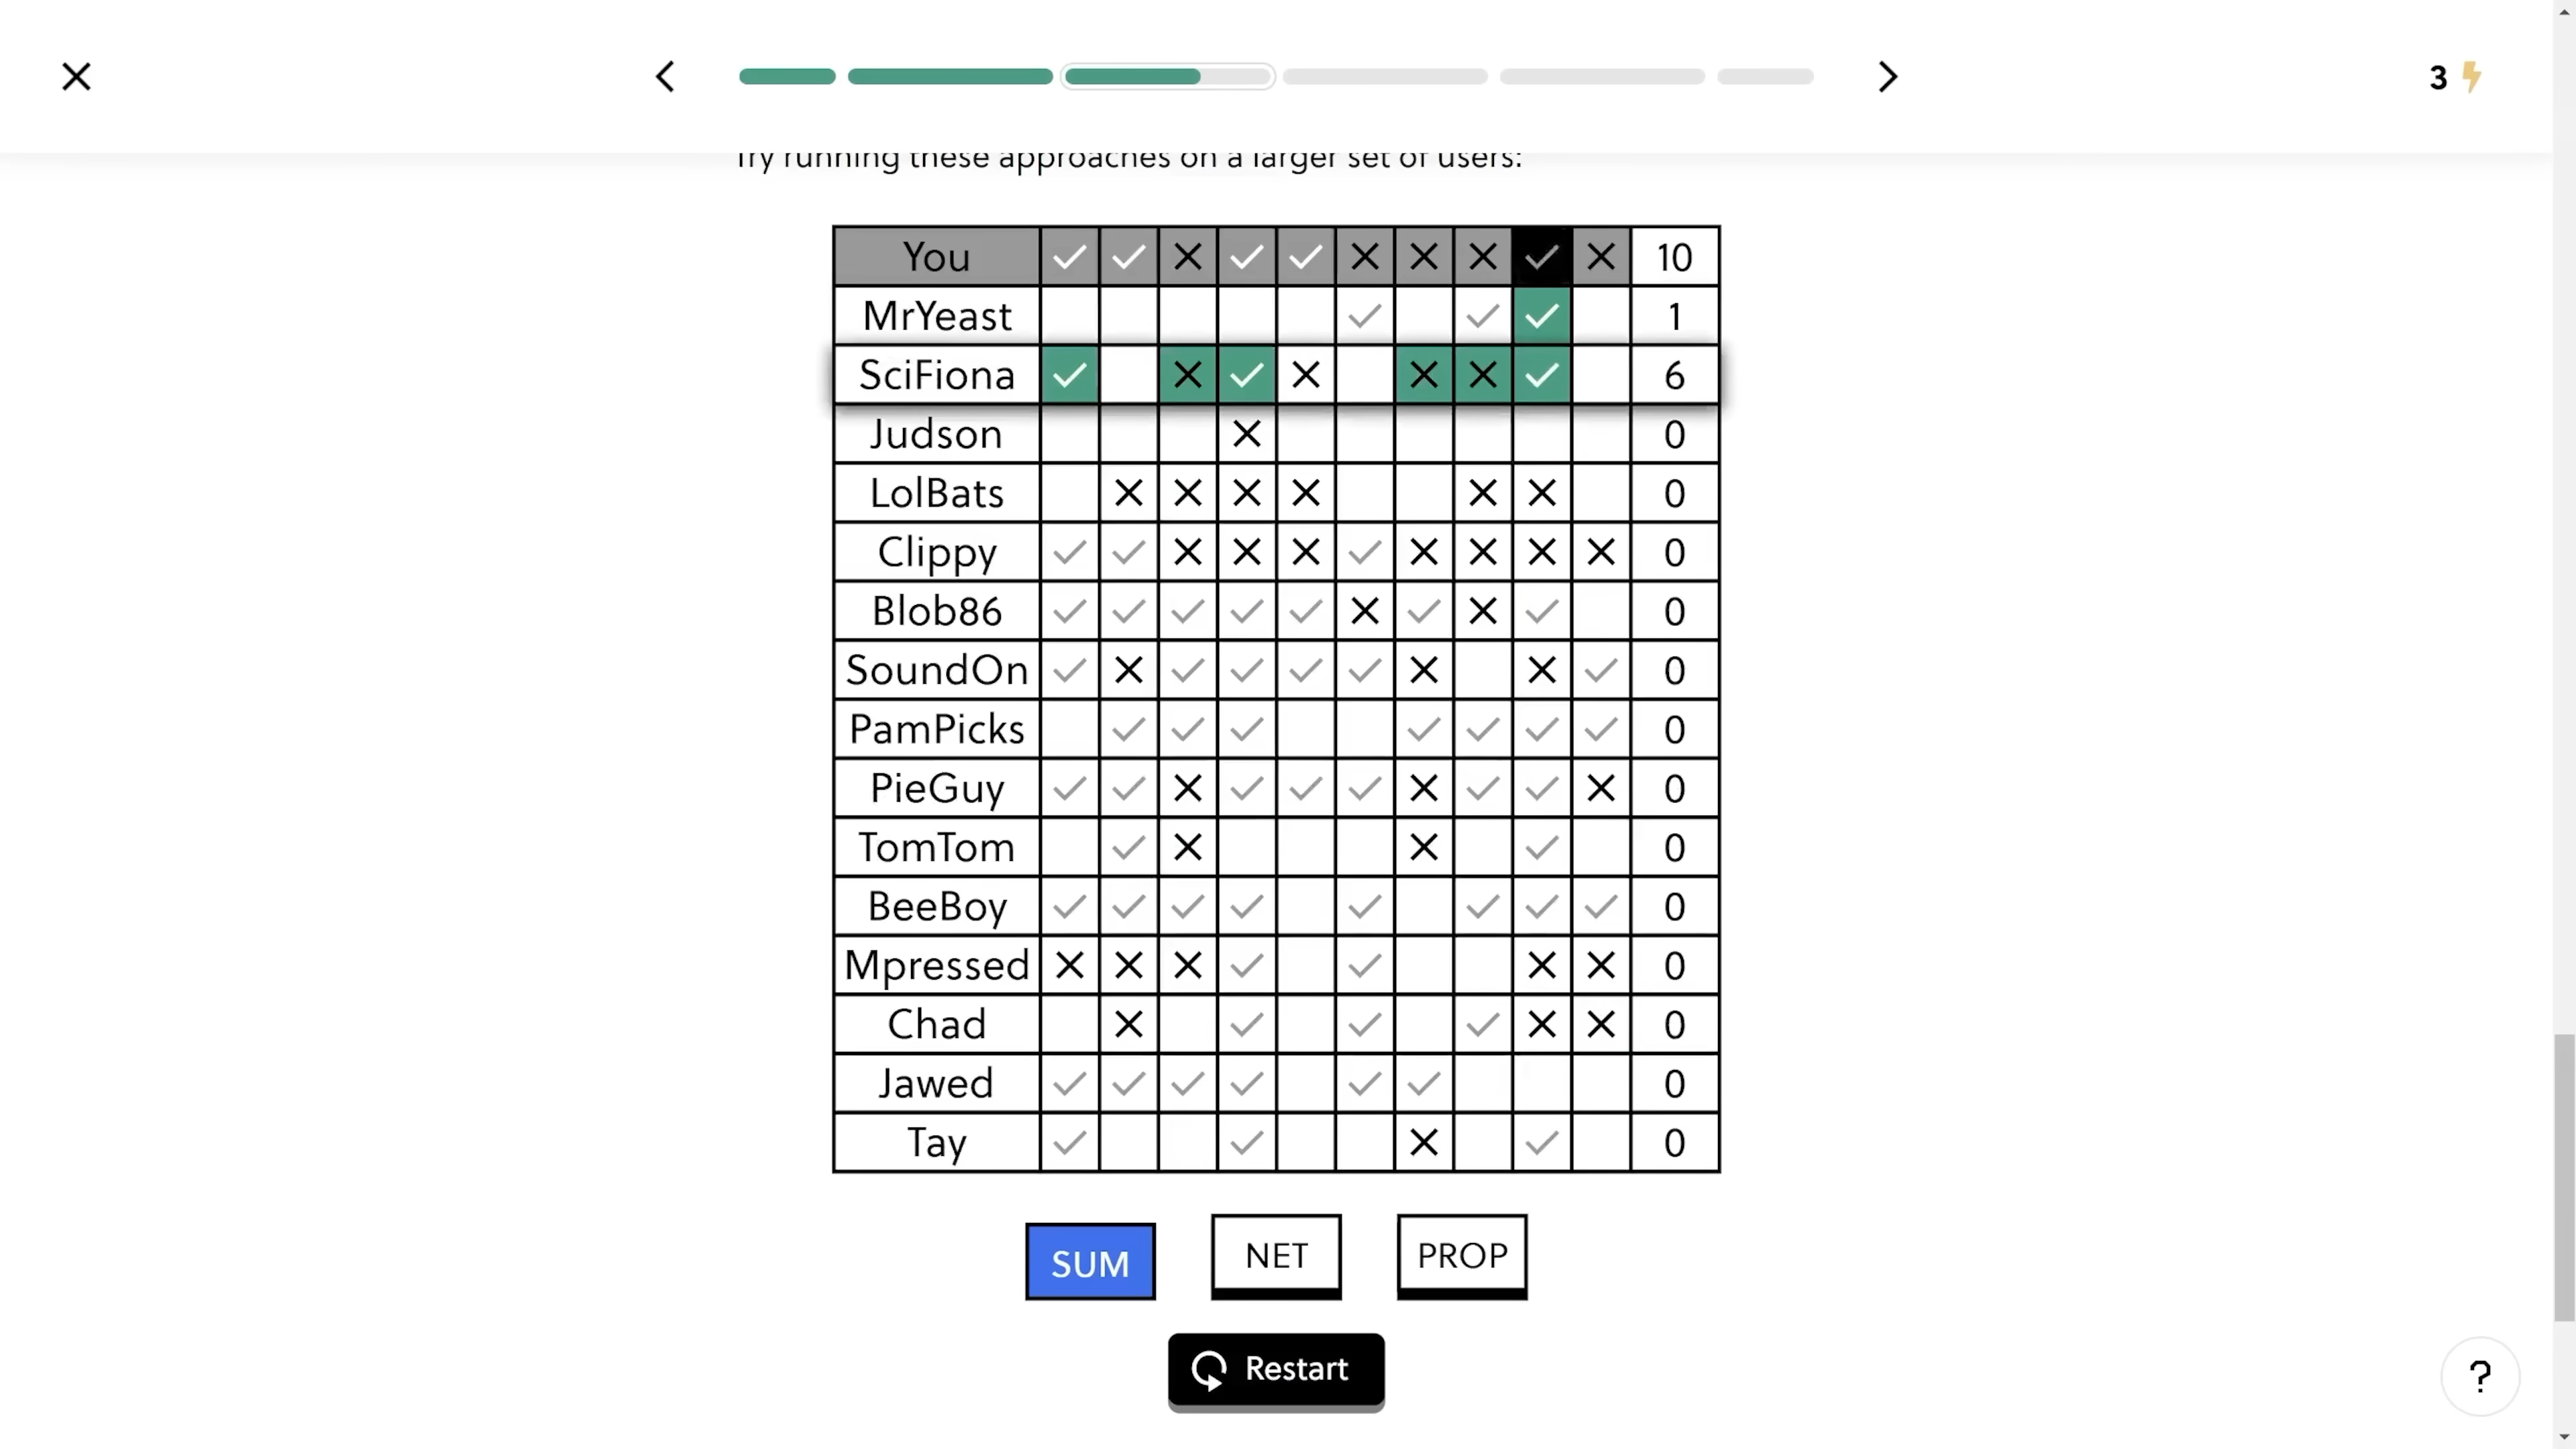 3
Try running these approaches on a larger set of users:
You ✓ ✓ ✕ ✓ ✓ ✕ ✕ ✕ ✓ ✕ 10
MrYeast ✓ ✓ ✓ 1
SciFiona ✓ ✕ ✓ ✕ ✕ ✕ ✓ 6
Judson ✕ 0
LolBats ✕ ✕ ✕ ✕ ✕ ✕ 0
Clippy ✓ ✓ ✕ ✕ ✕ ✓ ✕ ✕ ✕ ✕ 0
Blob86 ✓ ✓ ✓ ✓ ✓ ✕ ✓ ✕ ✓ 0
SoundOn ✓ ✕ ✓ ✓ ✓ ✓ ✕ ✕ ✓ 0
PamPicks ✓ ✓ ✓ ✓ ✓ ✓ ✓ 0
PieGuy ✓ ✓ ✕ ✓ ✓ ✓ ✕ ✓ ✓ ✕ 0
TomTom ✓ ✕ ✕ ✓ 0
BeeBoy ✓ ✓ ✓ ✓ ✓ ✓ ✓ ✓ 0
Mpressed ✕ ✕ ✕ ✓ ✓ ✕ ✕ 0
Chad ✕ ✓ ✓ ✓ ✕ ✕ 0
Jawed ✓ ✓ ✓ ✓ ✓ ✓ 0
Tay ✓ ✓ ✕ ✓ 0
SUM NET PROP
Restart
?